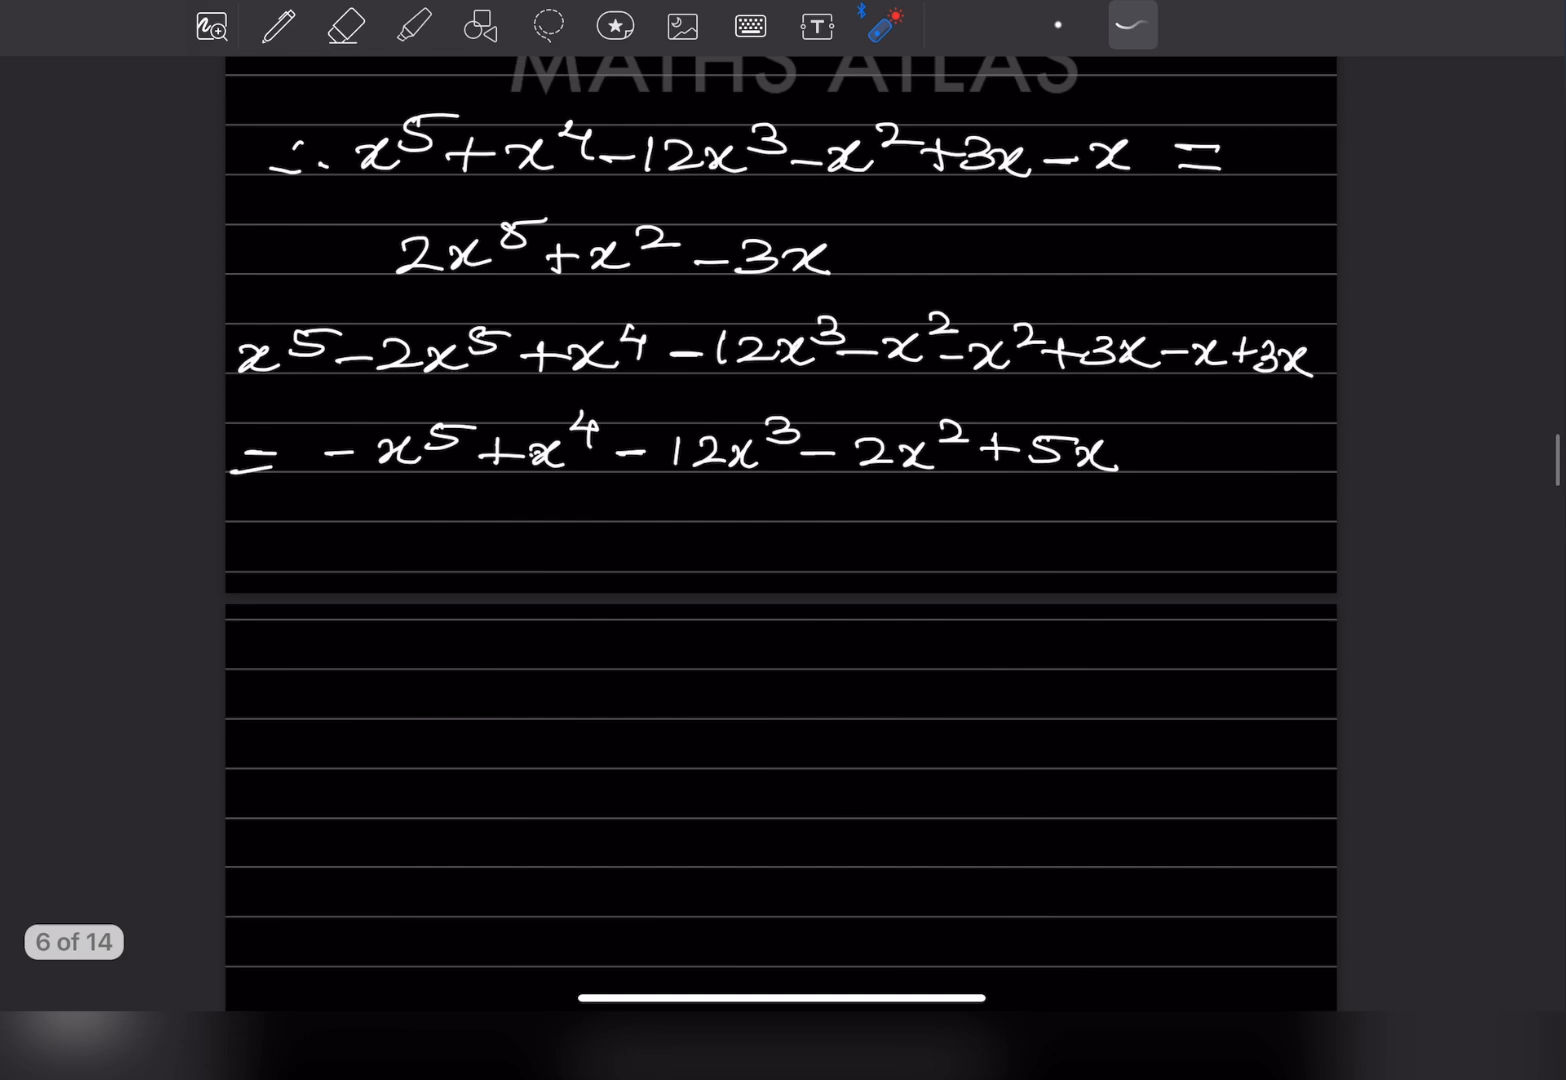 MATHS ATLAS
∴ x⁵ + x⁴ - 12x³ - x² + 3x - x =
2x⁵ + x² - 3x
x⁵ - 2x⁵ + x⁴ - 12x³ - x² - x² + 3x - x + 3x
= - x⁵ + x⁴ - 12x³ - 2x² + 5x
6 of 14